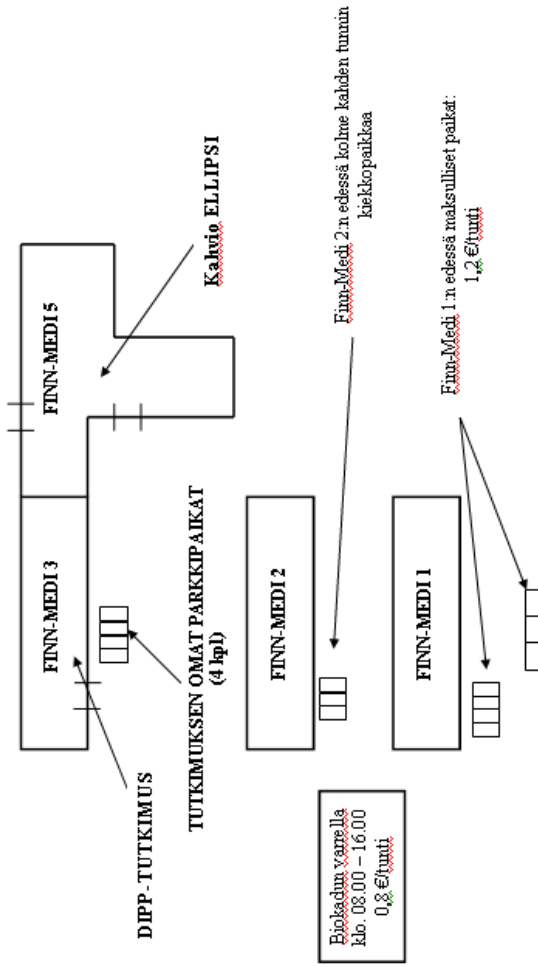 FINN-MEDI 5
FINN-MEDI 3
Kahvio ELLIPSI
DIPP-TUTKIMUS
TUTKIMUKSEN OMAT PARKKIPAIKAT
(4 kpl)
FINN-MEDI 2
Finn-Medi 2:n edessä kolme kahden tunnin
kiekkopaikkaa
FINN-MEDI 1
Finn-Medi 1:n edessä maksulliset paikat:
1,2 €/tunti
Biokadun varrella
klo. 08.00 – 16.00
0,8 €/tunti